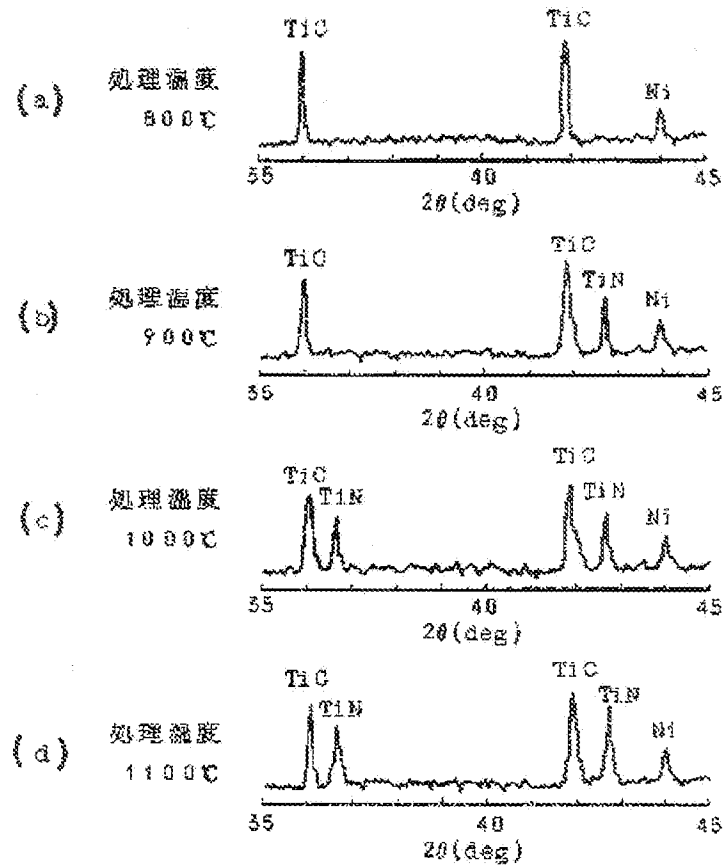 TiC TiC
(a) 処理温度 Ni
800℃
35 40 45
2θ(deg)
TiC TiC
(b) 処理温度 TiN Ni
900℃
35 40 45
2θ(deg)
TiC TiN TiC TiN
(c) 処理温度 Ni
1000℃
35 40 45
2θ(deg)
TiC TiN TiC TiN
(d) 処理温度 Ni
1100℃
35 40 45
2θ(deg)